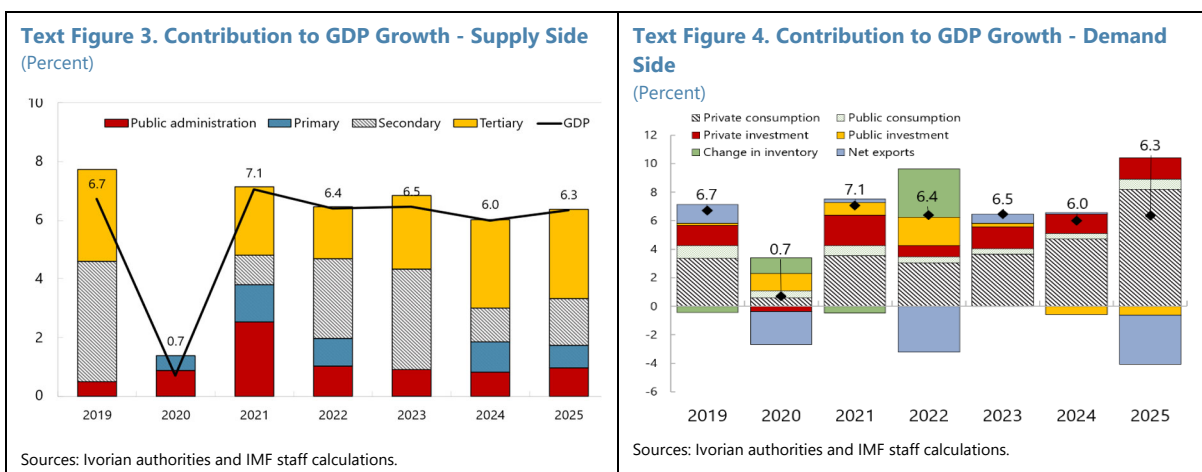 Text Figure 3. Contribution to GDP Growth - Supply Side
(Percent)
10
Public administration Primary Secondary Tertiary GDP
8
6
4
2
0
6.7
0.7
7.1
6.4
6.5
6.0
6.3
2019 2020 2021 2022 2023 2024 2025
Sources: Ivorian authorities and IMF staff calculations.
Text Figure 4. Contribution to GDP Growth - Demand
Side
(Percent)
Private consumption Public consumption
Private investment Public investment
Change in inventory Net exports
12
10
8
6
4
2
0
-2
-4
-6
6.7
0.7
7.1
6.4
6.5
6.0
6.3
2019 2020 2021 2022 2023 2024 2025
Sources: Ivorian authorities and IMF staff calculations.